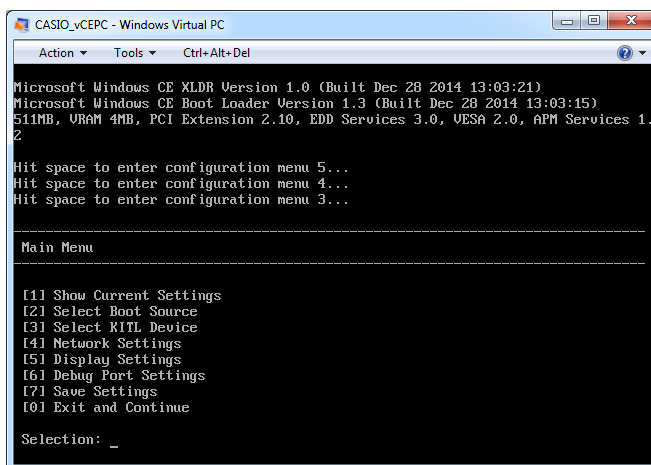 CASIO_vCEPC - Windows Virtual PC
Action Tools Ctrl+Alt+Del
Microsoft Windows CE XLDR Version 1.0 (Built Dec 28 2014 13:03:21)
Microsoft Windows CE Boot Loader Version 1.3 (Built Dec 28 2014 13:03:15)
511MB, VRAM 4MB, PCI Extension 2.10, EDD Services 3.0, VESA 2.0, APM Services 1.
2
Hit space to enter configuration menu 5...
Hit space to enter configuration menu 4...
Hit space to enter configuration menu 3...
Main Menu
[1] Show Current Settings
[2] Select Boot Source
[3] Select KITL Device
[4] Network Settings
[5] Display Settings
[6] Debug Port Settings
[7] Save Settings
[0] Exit and Continue
Selection: _